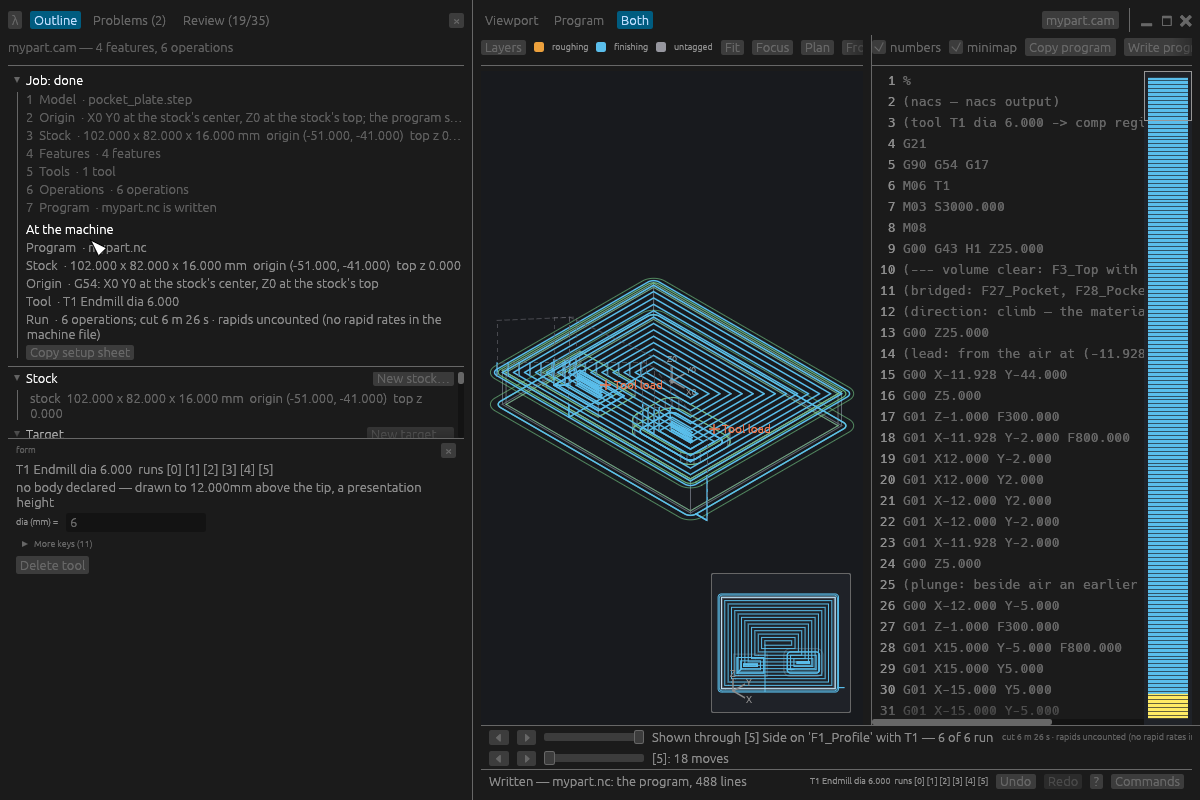 λ Outline Problems (2) Review (19/35) ×
mypart.cam — 4 features, 6 operations
Job: done
1 Model · pocket_plate.step
2 Origin · X0 Y0 at the stock's center, Z0 at the stock's top; the program s…
3 Stock · 102.000 x 82.000 x 16.000 mm origin (-51.000, -41.000) top z 0…
4 Features · 4 features
5 Tools · 1 tool
6 Operations · 6 operations
7 Program · mypart.nc is written
At the machine
Program · mypart.nc
Stock · 102.000 x 82.000 x 16.000 mm origin (-51.000, -41.000) top z 0.000
Origin · G54: X0 Y0 at the stock's center, Z0 at the stock's top
Tool · T1 Endmill dia 6.000
Run · 6 operations; cut 6 m 26 s · rapids uncounted (no rapid rates in the
machine file)
Copy setup sheet
Stock New stock…
stock 102.000 x 82.000 x 16.000 mm origin (-51.000, -41.000) top z
0.000
Target New target…
form ×
T1 Endmill dia 6.000 runs [0] [1] [2] [3] [4] [5]
no body declared — drawn to 12.000mm above the tip, a presentation
height
dia (mm) = 6
More keys (11)
Delete tool
Viewport Program Both mypart.cam
Layers roughing finishing untagged Fit Focus Plan Fro
Tool load
Tool load
Y
X
numbers minimap Copy program Write prog
1 %
2 (nacs — nacs output)
3 (tool T1 dia 6.000 -> comp regi
4 G21
5 G90 G54 G17
6 M06 T1
7 M03 S3000.000
8 M08
9 G00 G43 H1 Z25.000
10 (--- volume clear: F3_Top with
11 (bridged: F27_Pocket, F28_Pocke
12 (direction: climb — the materia
13 G00 Z25.000
14 (lead: from the air at (-11.928
15 G00 X-11.928 Y-44.000
16 G00 Z5.000
17 G01 Z-1.000 F300.000
18 G01 X-11.928 Y-2.000 F800.000
19 G01 X12.000 Y-2.000
20 G01 X12.000 Y2.000
21 G01 X-12.000 Y2.000
22 G01 X-12.000 Y-2.000
23 G01 X-11.928 Y-2.000
24 G00 Z5.000
25 (plunge: beside air an earlier
26 G00 X-12.000 Y-5.000
27 G01 Z-1.000 F300.000
28 G01 X15.000 Y-5.000 F800.000
29 G01 X15.000 Y5.000
30 G01 X-15.000 Y5.000
31 G01 X-15.000 Y-5.000
Shown through [5] Side on 'F1_Profile' with T1 — 6 of 6 run cut 6 m 26 s · rapids uncounted (no rapid rates i
[5]: 18 moves
Written — mypart.nc: the program, 488 lines T1 Endmill dia 6.000 runs [0] [1] [2] [3] [4] [5] Undo Redo ? Commands